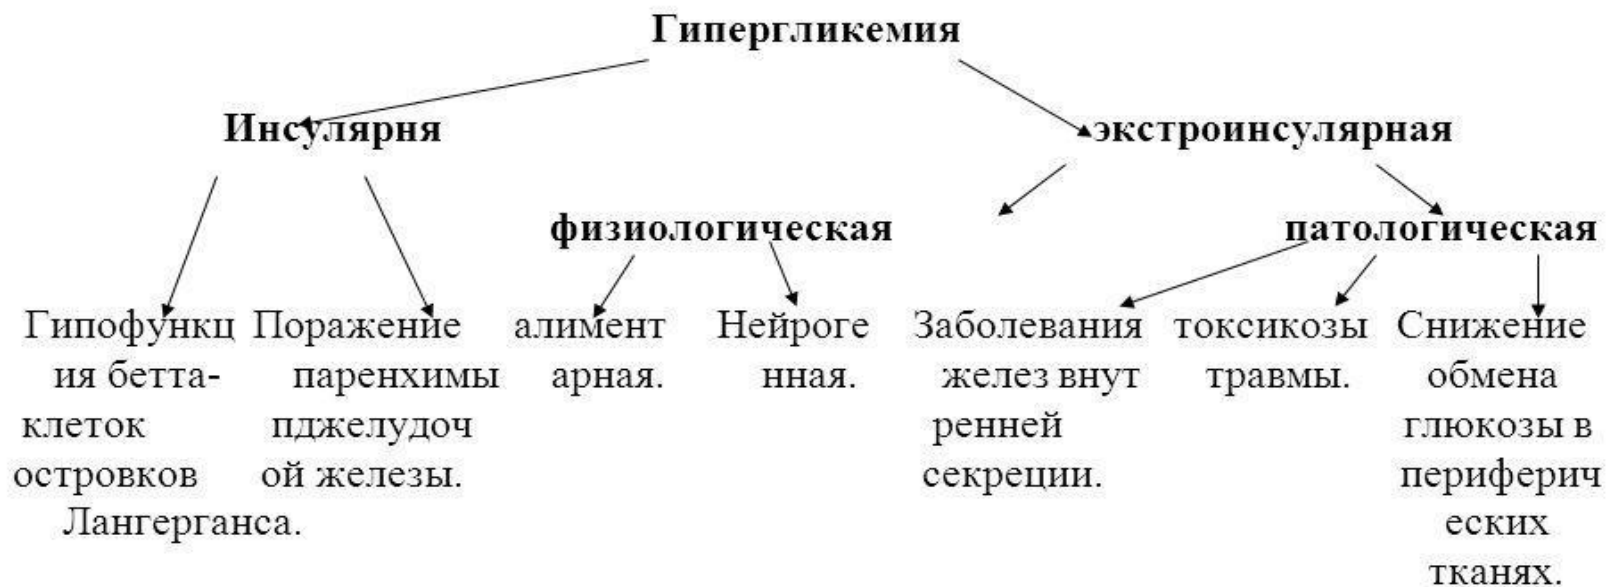 Гипергликемия
Инсулярня
экстроинсулярная
физиологическая
патологическая
Гипофункц
ия бетта-
клеток
островков
Лангерганса.
Поражение
паренхимы
пджелудоч
ой железы.
алимент
арная.
Нейроге
нная.
Заболевания
желез внут
ренней
секреции.
токсикозы
травмы.
Снижение
обмена
глюкозы в
периферич
еских
тканях.